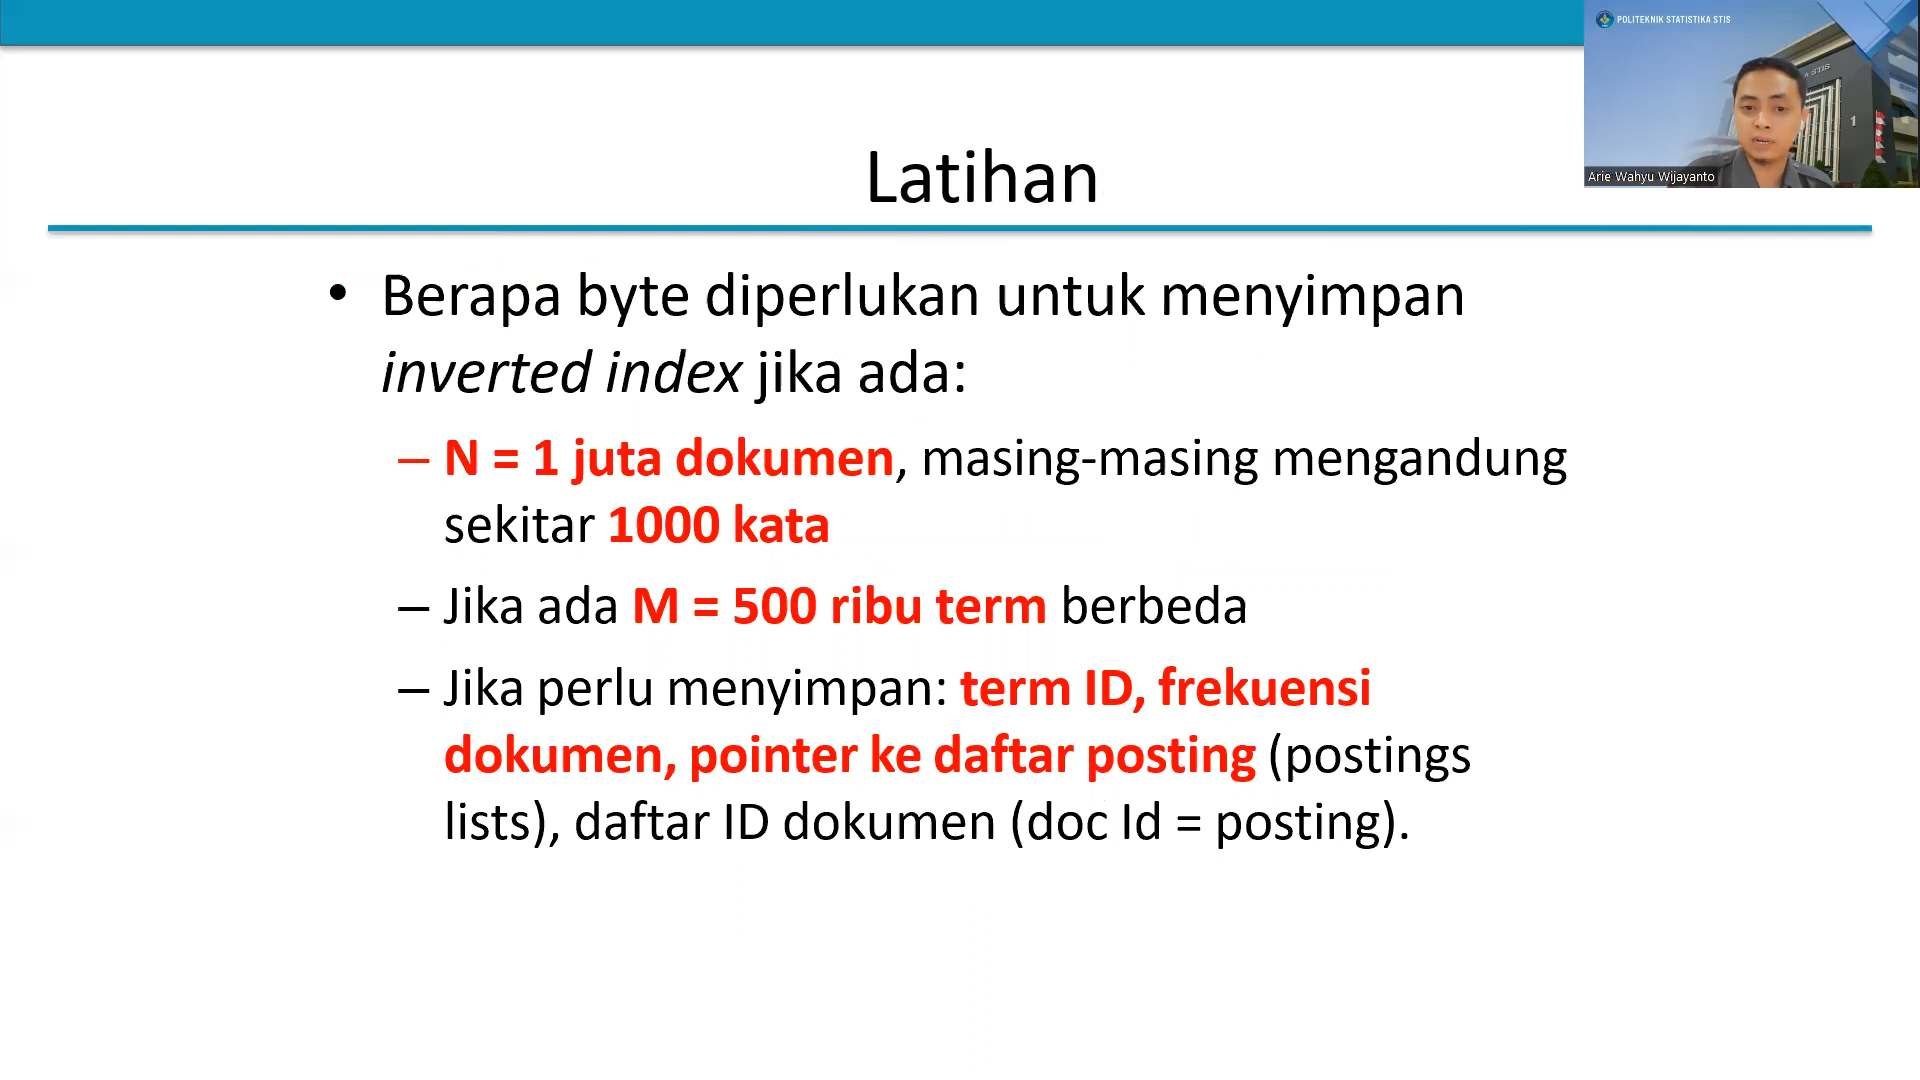 POLITEKNIK STATISTIKA STIS
STIS
1
Arie Wahyu Wijayanto
Latihan
• Berapa byte diperlukan untuk menyimpan
inverted index jika ada:
– N = 1 juta dokumen, masing-masing mengandung
sekitar 1000 kata
– Jika ada M = 500 ribu term berbeda
– Jika perlu menyimpan: term ID, frekuensi
dokumen, pointer ke daftar posting (postings
lists), daftar ID dokumen (doc Id = posting).